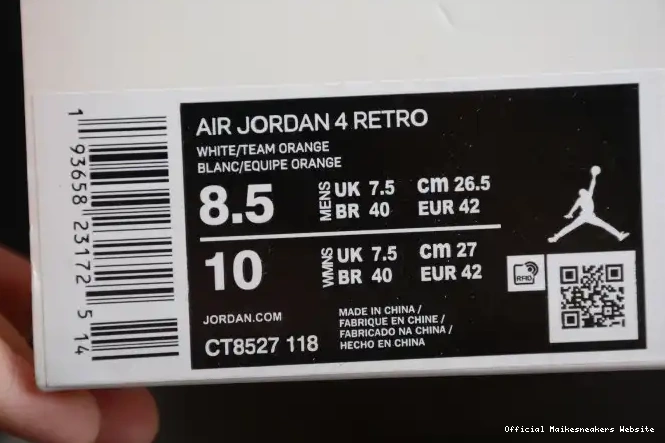 AIR JORDAN 4 RETRO
WHITE/TEAM ORANGE
BLANC/EQUIPE ORANGE
8.5 MENS UK 7.5 cm 26.5
BR 40 EUR 42
10 WMNS UK 7.5 cm 27
BR 40 EUR 42
RFID
JORDAN.COM
CT8527 118
MADE IN CHINA /
FABRIQUE EN CHINE /
FABRICADO NA CHINA /
HECHO EN CHINA
1 93658 23172 5 14
Official Maikesneakers Website